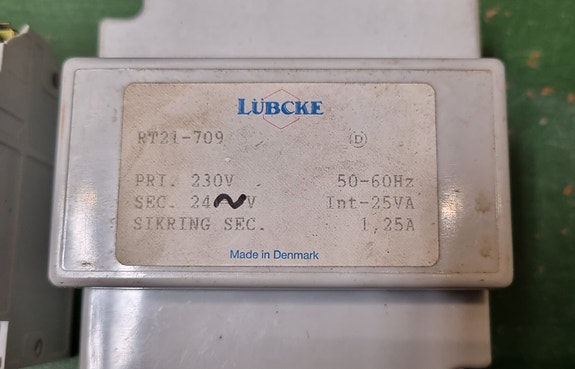 LÜBCKE
RT21-709 D
PRI. 230V 50-60Hz
SEC. 24~V Int-25VA
SIKRING SEC. 1,25A
Made in Denmark